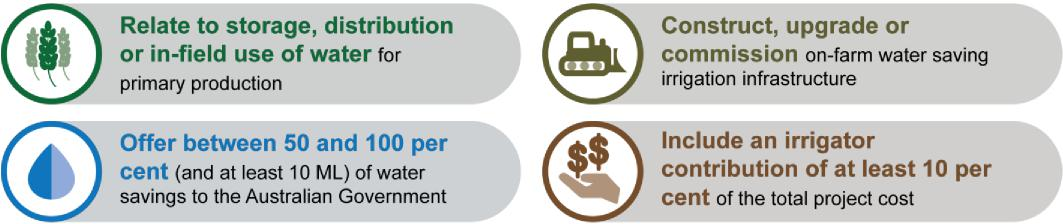 Relate to storage, distribution
or in-field use of water for
primary production
Construct, upgrade or
commission on-farm water saving
irrigation infrastructure
Offer between 50 and 100 per
cent (and at least 10 ML) of water
savings to the Australian Government
Include an irrigator
contribution of at least 10 per
cent of the total project cost